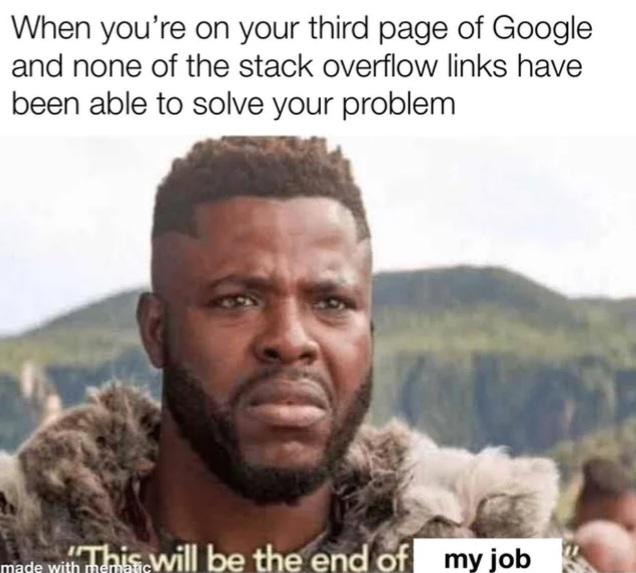 When you're on your third page of Google
and none of the stack overflow links have
been able to solve your problem
"This will be the end of my job"
made with mematic